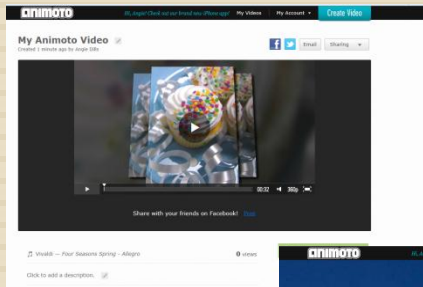 animoto
Hi, Angie! Check out our brand new iPhone app! My Videos My Account Create Video
My Animoto Video
Created 1 minute ago by Angie
f Email Sharing
00:32 360p
Share with your friends on Facebook!
Vivaldi — Four Seasons Spring - Allegro 0 views
Click to add a description.
animoto